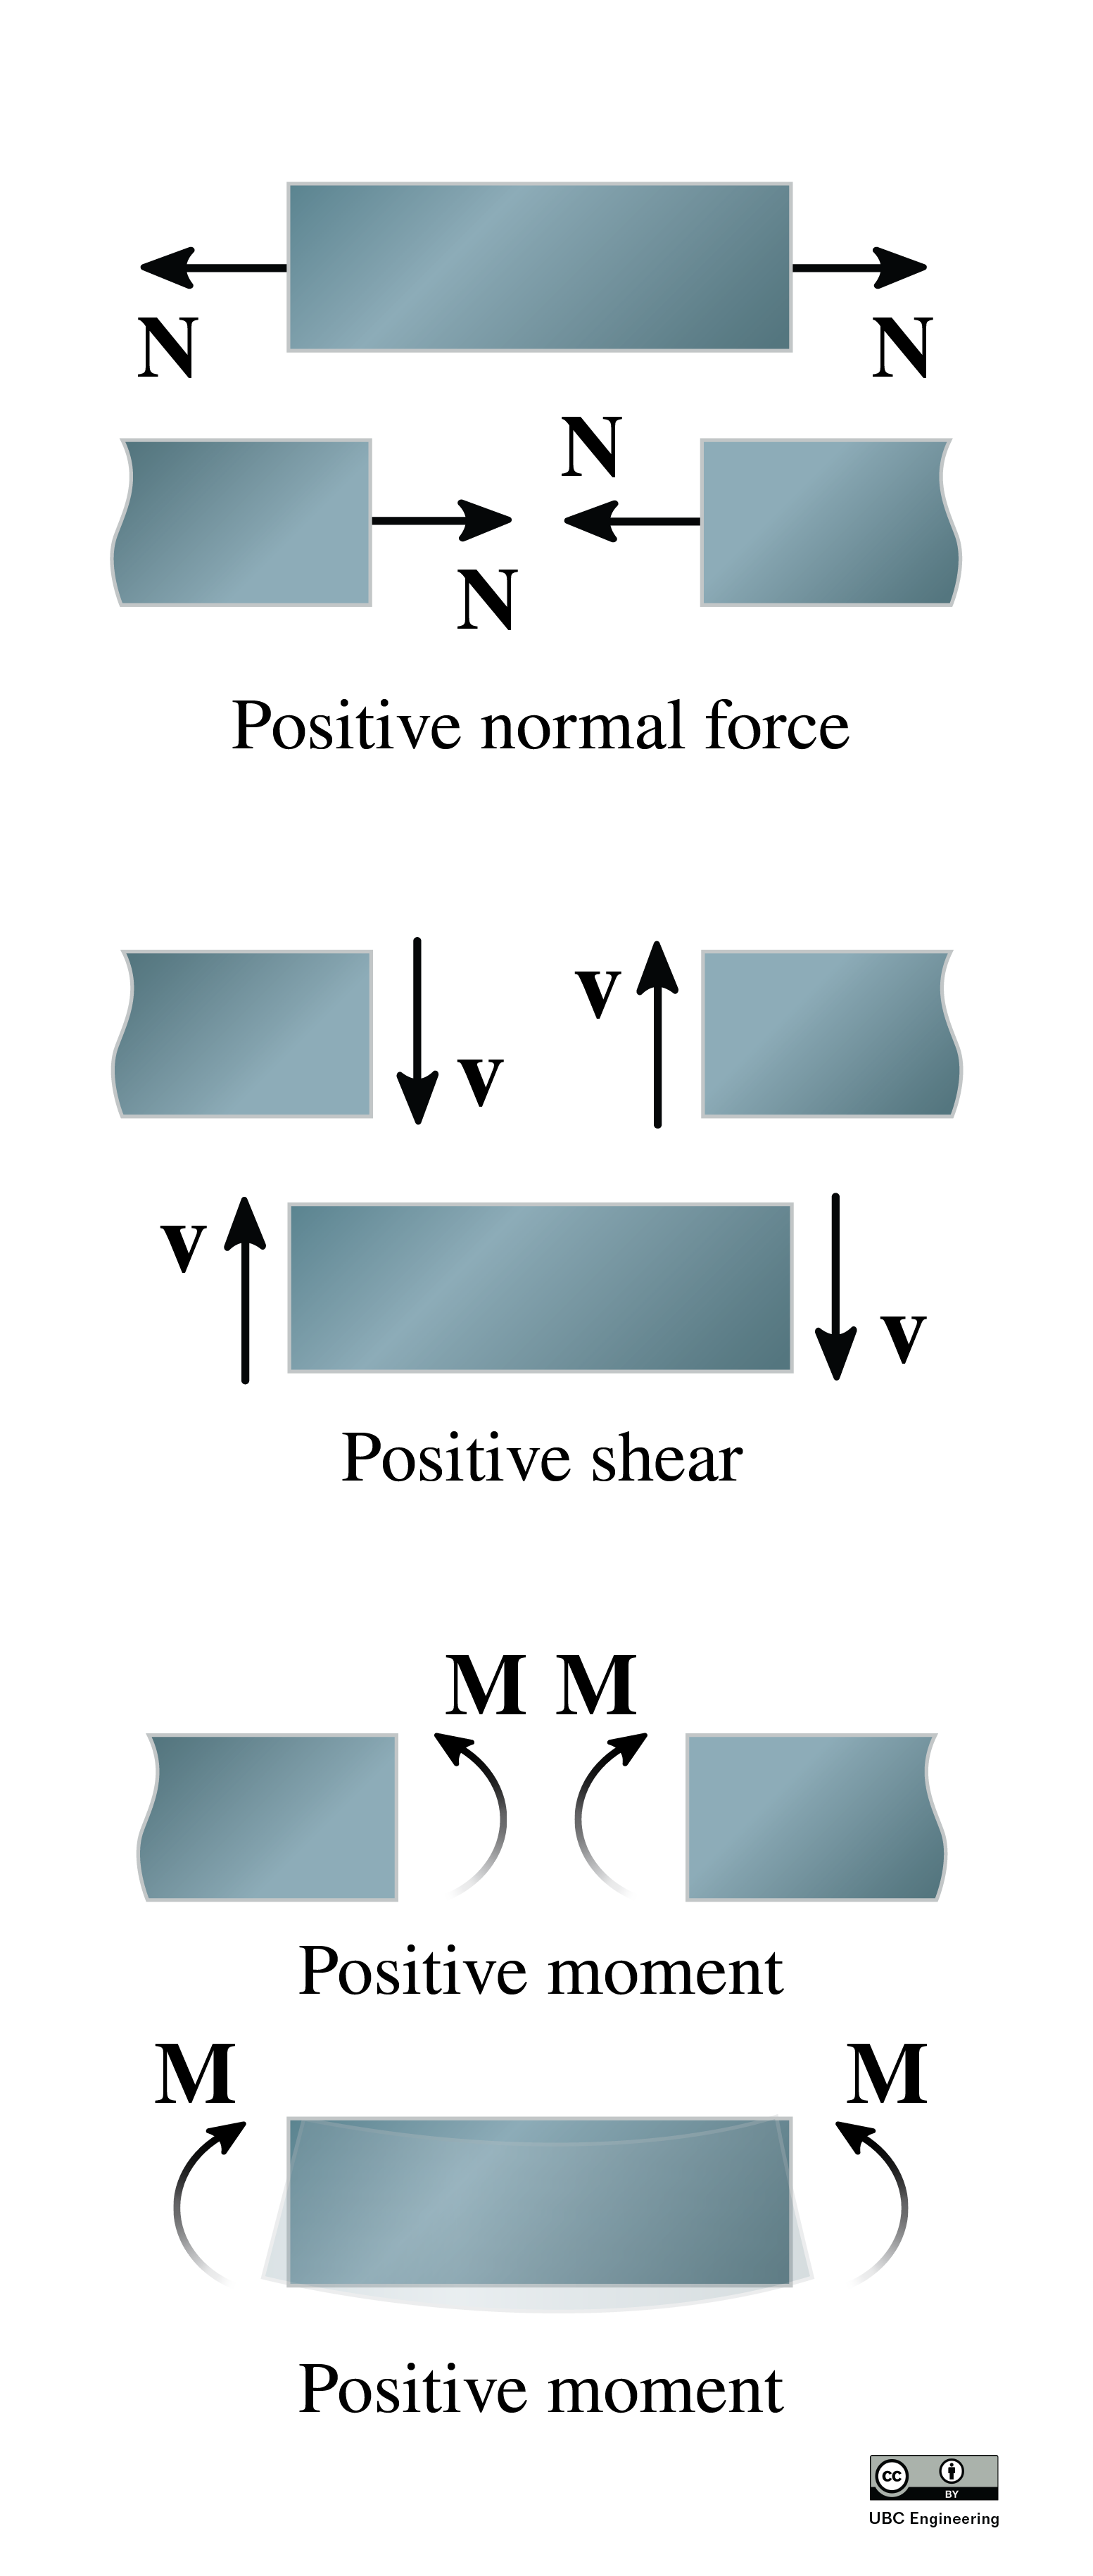 N N
N
N
Positive normal force
v
v
v
v
Positive shear
M M
Positive moment
M M
Positive moment
cc
BY
UBC Engineering